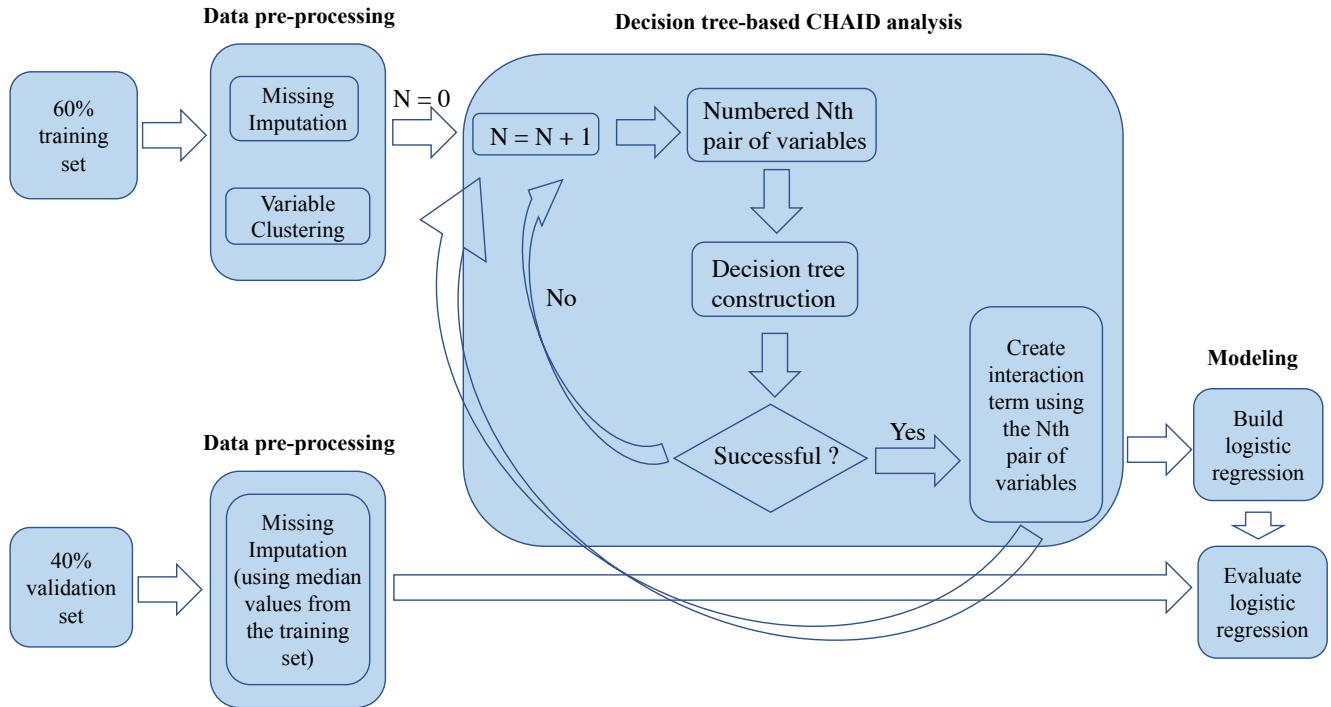 Data pre-processing
Decision tree-based CHAID analysis
60%
training
set
Missing
Imputation
Variable
Clustering
N = 0
N = N + 1
Numbered Nth
pair of variables
Decision tree
construction
No
Successful ?
Yes
Create
interaction
term using
the Nth
pair of
variables
Modeling
Build
logistic
regression
Data pre-processing
40%
validation
set
Missing
Imputation
(using median
values from
the training
set)
Evaluate
logistic
regression